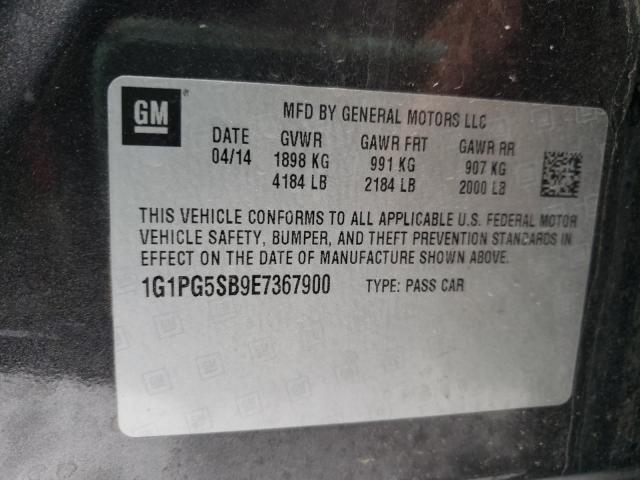 GM
MFD BY GENERAL MOTORS LLC
DATE GVWR GAWR FRT GAWR RR
04/14 1898 KG 991 KG 907 KG
4184 LB 2184 LB 2000 LB
THIS VEHICLE CONFORMS TO ALL APPLICABLE U.S. FEDERAL MOTOR
VEHICLE SAFETY, BUMPER, AND THEFT PREVENTION STANDARDS IN
EFFECT ON THE DATE OF MANUFACTURE SHOWN ABOVE.
1G1PG5SB9E7367900 TYPE: PASS CAR